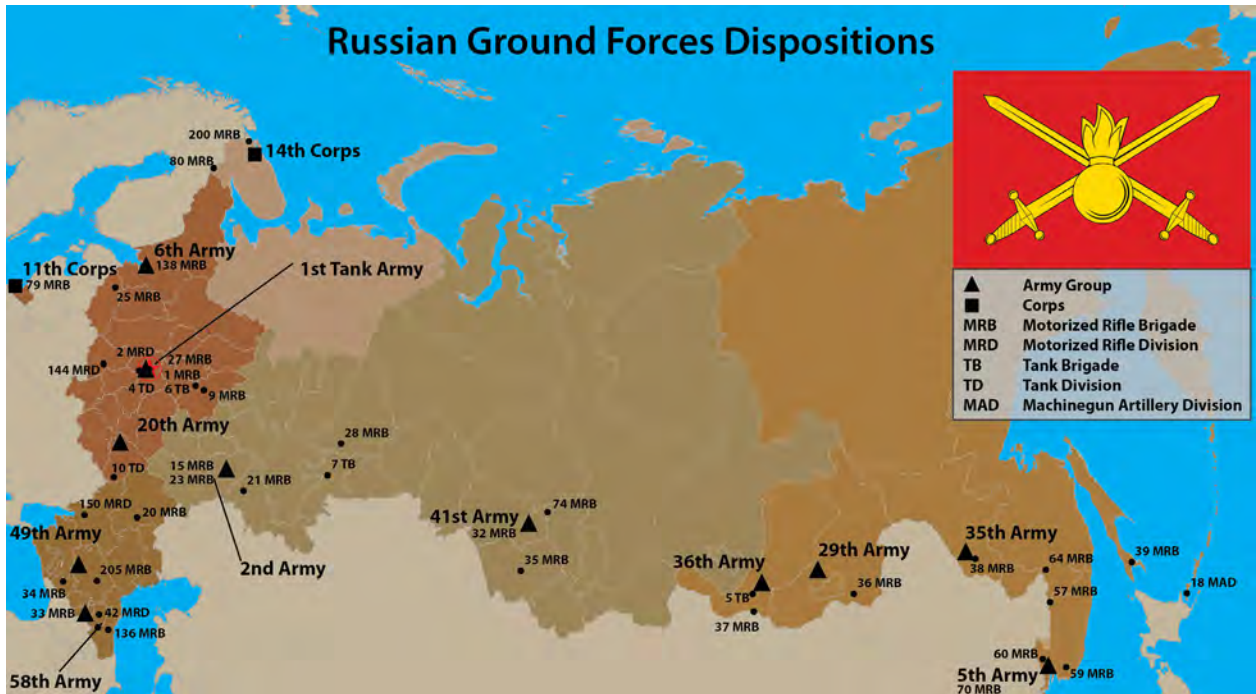 Russian Ground Forces Dispositions
200 MRB
14th Corps
80 MRB
6th Army
138 MRB
11th Corps
79 MRB
25 MRB
1st Tank Army
2 MRD
27 MRB
144 MRD
1 MRB
4 TD
6 TB
9 MRB
20th Army
28 MRB
15 MRB
23 MRB
7 TB
10 TD
21 MRB
150 MRD
20 MRB
49th Army
2nd Army
205 MRB
34 MRB
33 MRB
42 MRD
136 MRB
58th Army
74 MRB
41st Army
32 MRB
35 MRB
36th Army
29th Army
5 TB
36 MRB
37 MRB
35th Army
38 MRB
64 MRB
39 MRB
57 MRB
18 MAD
60 MRB
5th Army
59 MRB
70 MRB
Army Group
Corps
MRB Motorized Rifle Brigade
MRD Motorized Rifle Division
TB Tank Brigade
TD Tank Division
MAD Machinegun Artillery Division